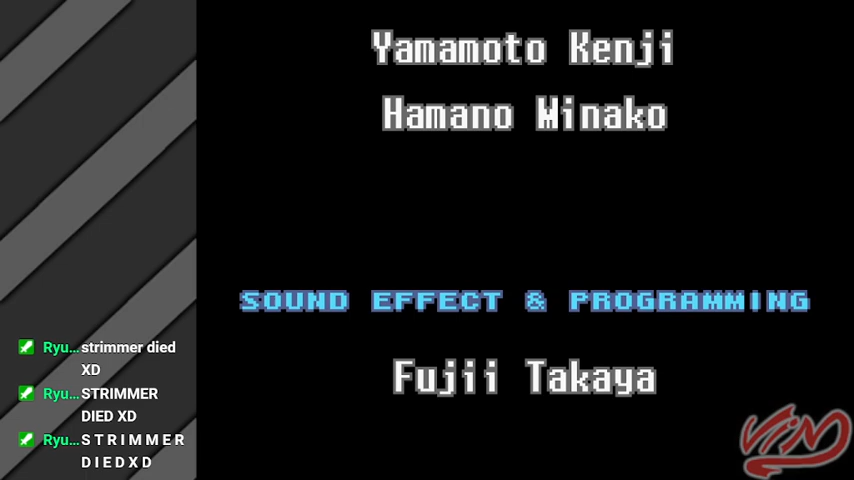 Yamamoto Kenji
Hamano Minako
SOUND EFFECT & PROGRAMMING
Fujii Takaya
Ryu... strimmer died
XD
Ryu... STRIMMER
DIED XD
Ryu... S T R I M M E R
D I E D X D